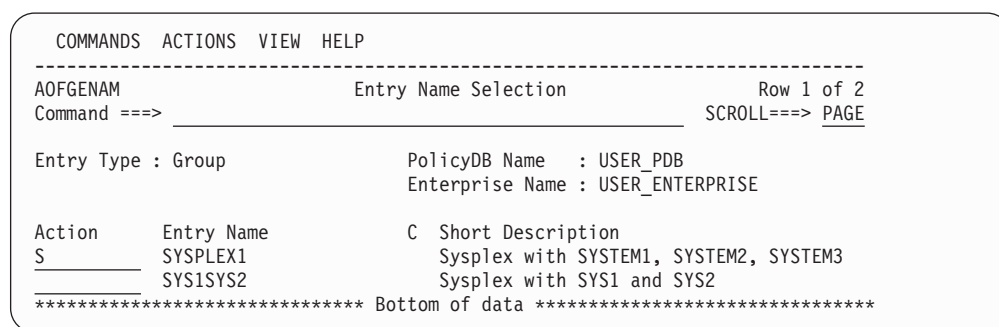 COMMANDS ACTIONS VIEW HELP
-------------------------------------------------------------------------------
AOFGENAM Entry Name Selection Row 1 of 2
Command ===> SCROLL===> PAGE
Entry Type : Group PolicyDB Name : USER_PDB
Enterprise Name : USER_ENTERPRISE
Action Entry Name C Short Description
S SYSPLEX1 Sysplex with SYSTEM1, SYSTEM2, SYSTEM3
SYS1SYS2 Sysplex with SYS1 and SYS2
******************************* Bottom of data ********************************